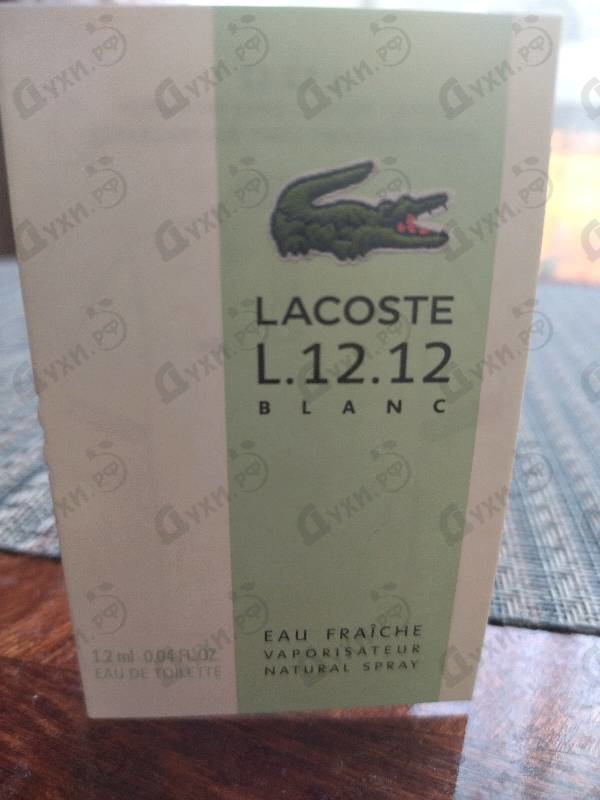 LACOSTE
L.12.12
BLANC
EAU FRAÎCHE
VAPORISATEUR
NATURAL SPRAY
1.2 ml 0.04 FL.OZ
EAU DE TOILETTE
Духи.рф